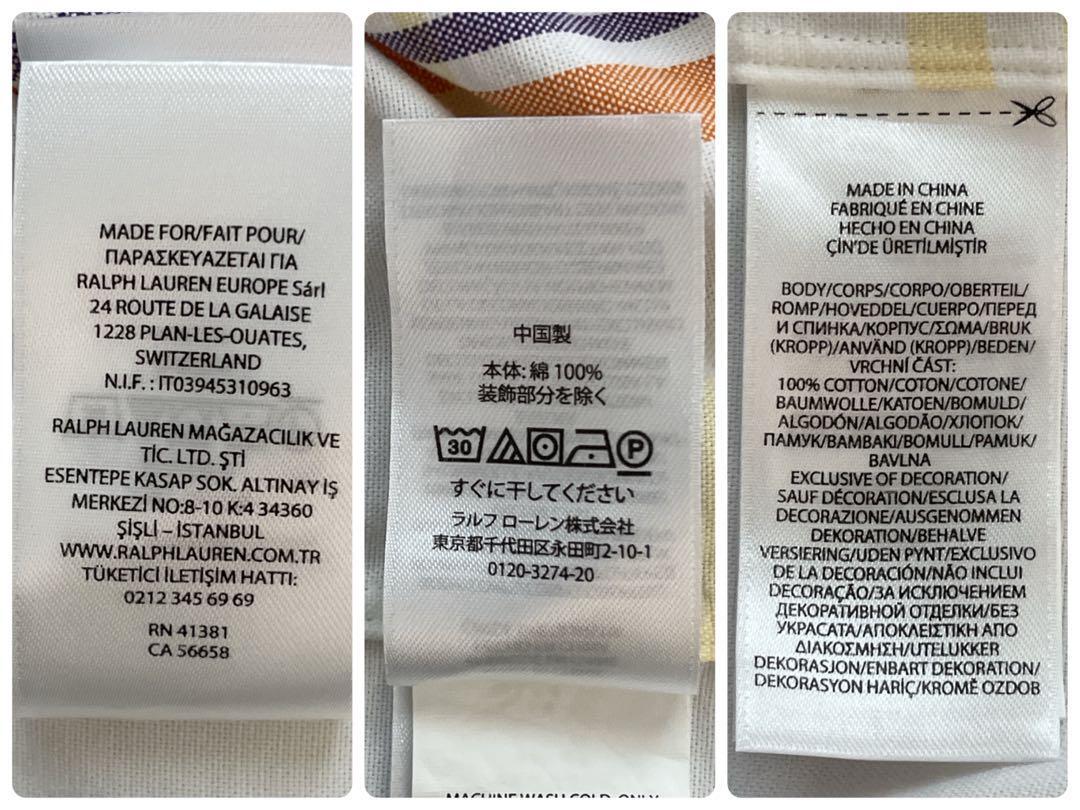 MADE FOR/FAIT POUR/
ΠΑΡΑΣΚΕΥΑΖΕΤΑΙ ΓΙΑ
RALPH LAUREN EUROPE Sárl
24 ROUTE DE LA GALAISE
1228 PLAN-LES-OUATES,
SWITZERLAND
N.I.F. : IT03945310963
RALPH LAUREN MAĞAZACILIK VE
TİC. LTD. ŞTİ
ESENTEPE KASAP SOK. ALTINAY İŞ
MERKEZİ NO:8-10 K:4 34360
ŞİŞLİ – İSTANBUL
WWW.RALPHLAUREN.COM.TR
TÜKETİCİ İLETİŞİM HATTI:
0212 345 69 69
RN 41381
CA 56658
中国製
本体: 綿 100%
装飾部分を除く
30 P
すぐに干してください
ラルフ ローレン株式会社
東京都千代田区永田町2-10-1
0120-3274-20
MACHINE WASH COLD, ONLY
MADE IN CHINA
FABRIQUÉ EN CHINE
HECHO EN CHINA
ÇİN'DE ÜRETİLMİŞTİR
BODY/CORPS/CORPO/OBERTEIL/
ROMP/HOVEDDEL/CUERPO/ПЕРЕД
И СПИНКА/КОРПУС/ΣΩΜΑ/BRUK
(KROPP)/ANVÄND (KROPP)/BEDEN/
VRCHNÍ ČÁST:
100% COTTON/COTON/COTONE/
BAUMWOLLE/KATOEN/BOMULD/
ALGODÓN/ALGODÃO/ХЛОПОК/
ПАМУК/ΒΑΜΒΑΚΙ/BOMULL/PAMUK/
BAVLNA
EXCLUSIVE OF DECORATION/
SAUF DÉCORATION/ESCLUSA LA
DECORAZIONE/AUSGENOMMEN
DEKORATION/BEHALVE
VERSIERING/UDEN PYNT/EXCLUSIVO
DE LA DECORACIÓN/NÃO INCLUI
DECORAÇÃO/ЗА ИСКЛЮЧЕНИЕМ
ДЕКОРАТИВНОЙ ОТДЕЛКИ/БЕЗ
УКРАСАТА/ΑΠΟΚΛΕΙΣΤΙΚΗ ΑΠΟ
ΔΙΑΚΟΣΜΗΣΗ/UTELUKKER
DEKORASJON/ENBART DEKORATION/
DEKORASYON HARİÇ/KROMĚ OZDOB